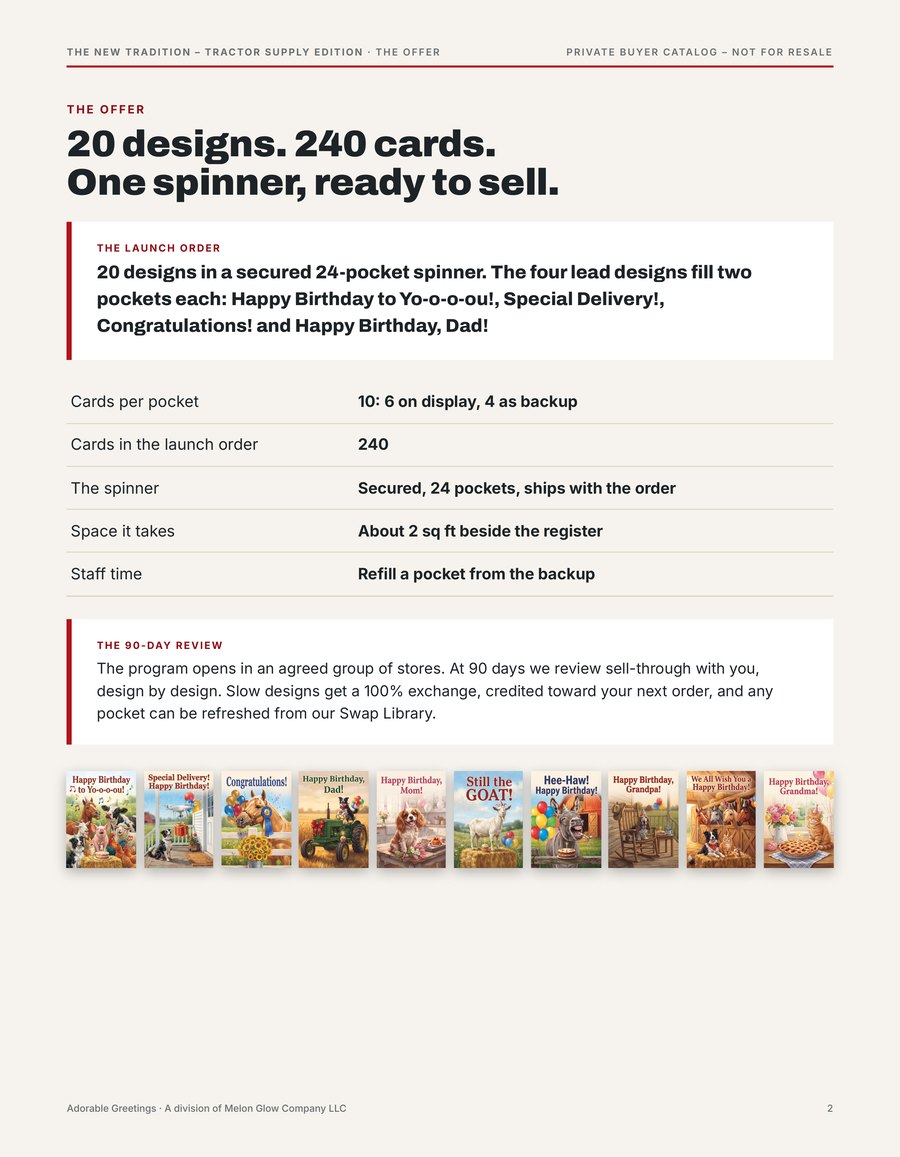 THE NEW TRADITION – TRACTOR SUPPLY EDITION · THE OFFER
PRIVATE BUYER CATALOG – NOT FOR RESALE
THE OFFER
20 designs. 240 cards.
One spinner, ready to sell.
THE LAUNCH ORDER
20 designs in a secured 24-pocket spinner. The four lead designs fill two
pockets each: Happy Birthday to Yo-o-o-ou!, Special Delivery!,
Congratulations! and Happy Birthday, Dad!
Cards per pocket
10: 6 on display, 4 as backup
Cards in the launch order
240
The spinner
Secured, 24 pockets, ships with the order
Space it takes
About 2 sq ft beside the register
Staff time
Refill a pocket from the backup
THE 90-DAY REVIEW
The program opens in an agreed group of stores. At 90 days we review sell-through with you,
design by design. Slow designs get a 100% exchange, credited toward your next order, and any
pocket can be refreshed from our Swap Library.
Happy Birthday
to Yo-o-o-ou!
Special Delivery!
Happy Birthday!
Congratulations!
Happy Birthday,
Dad!
Happy Birthday,
Mom!
Still the
GOAT!
Hee-Haw!
Happy Birthday!
Happy Birthday,
Grandpa!
We All Wish You a
Happy Birthday!
Happy Birthday,
Grandma!
Adorable Greetings · A division of Melon Glow Company LLC
2